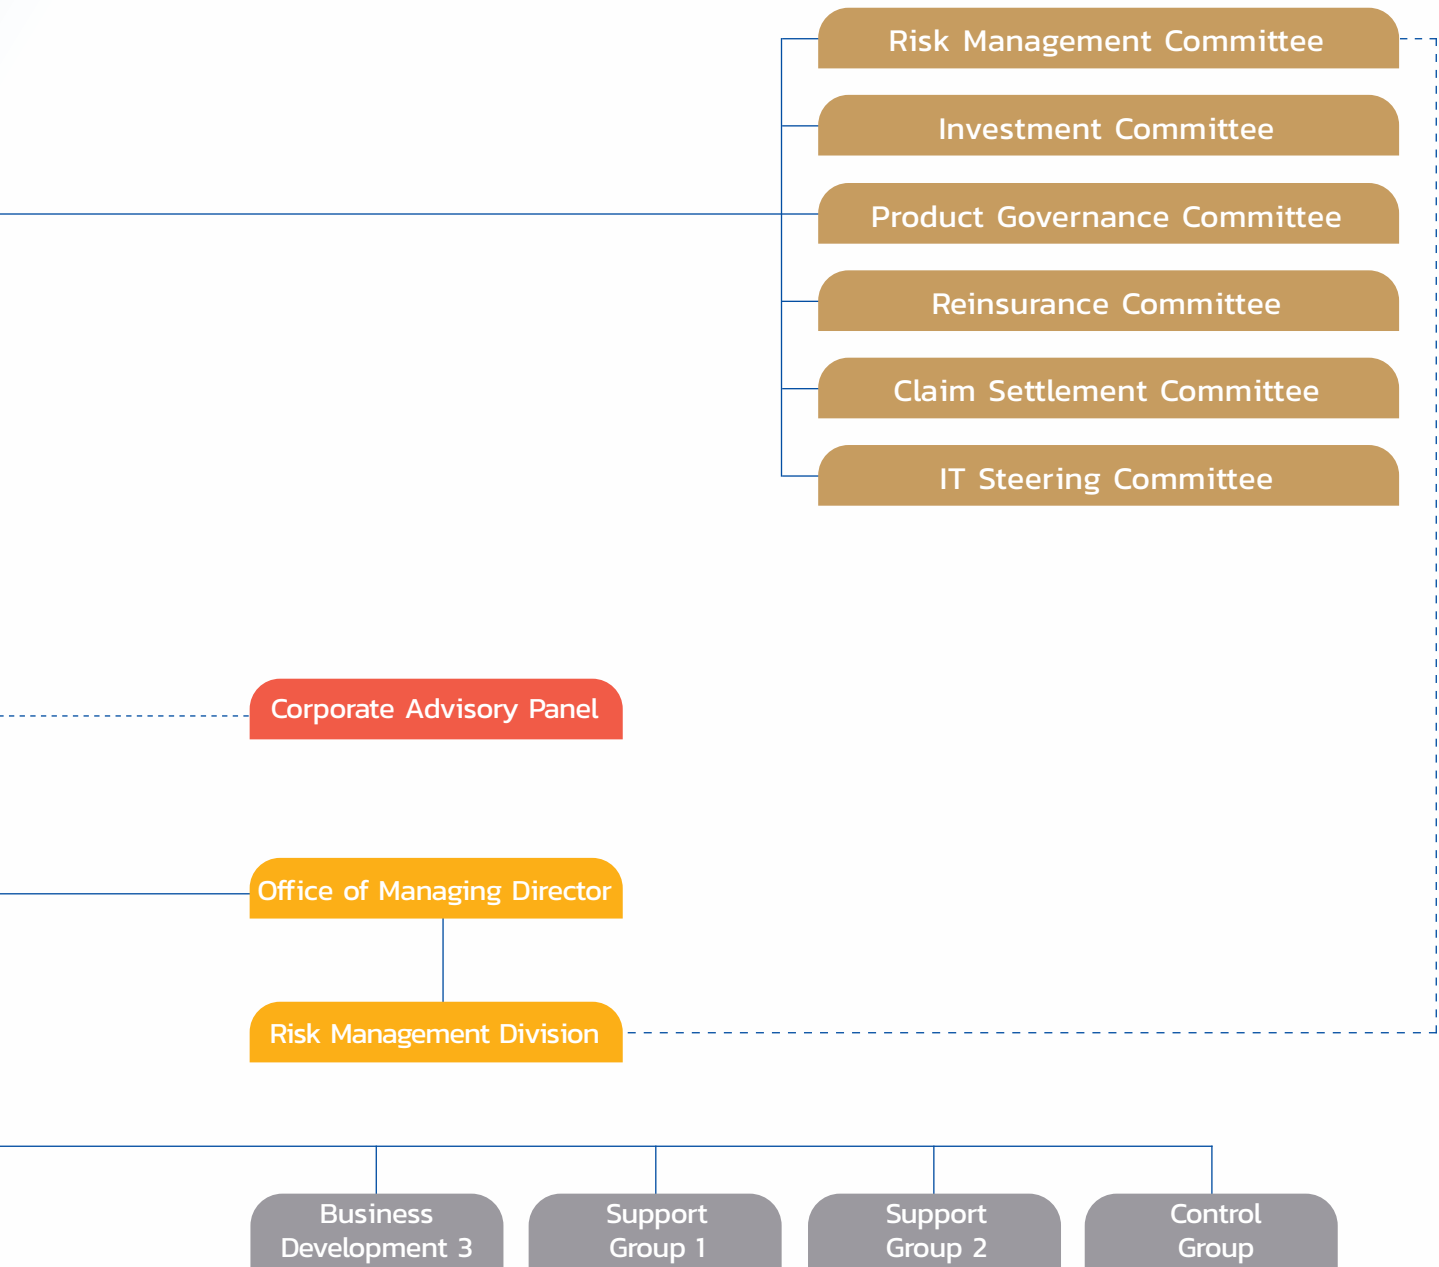 Risk Management Committee
Investment Committee
Product Governance Committee
Reinsurance Committee
Claim Settlement Committee
IT Steering Committee
Corporate Advisory Panel
Office of Managing Director
Risk Management Division
Business
Development 3
Support
Group 1
Support
Group 2
Control
Group